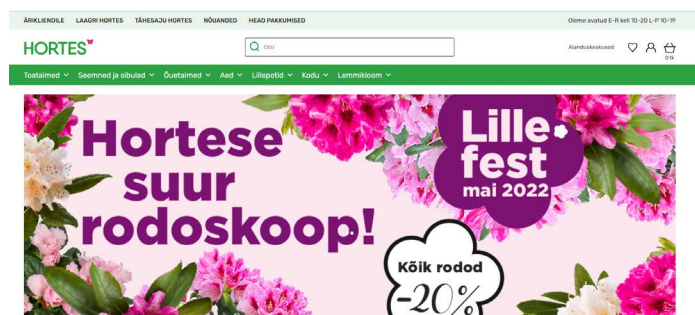 ÄRIKLIENDILE LAAGRI HORTES TÄHESAJU HORTES NÕUANDED HEAD PAKKUMISED Oleme avatud E-R kell 10-20 L-P 10-19
HORTES Otsi Aianduskeskused
0 tk
Toataimed Seemned ja sibulad Õuetaimed Aed Lillepotid Kodu Lemmikloom
Hortese
suur
rodoskoop!
Lille
fest
mai 2022
Kõik rodod
-20%